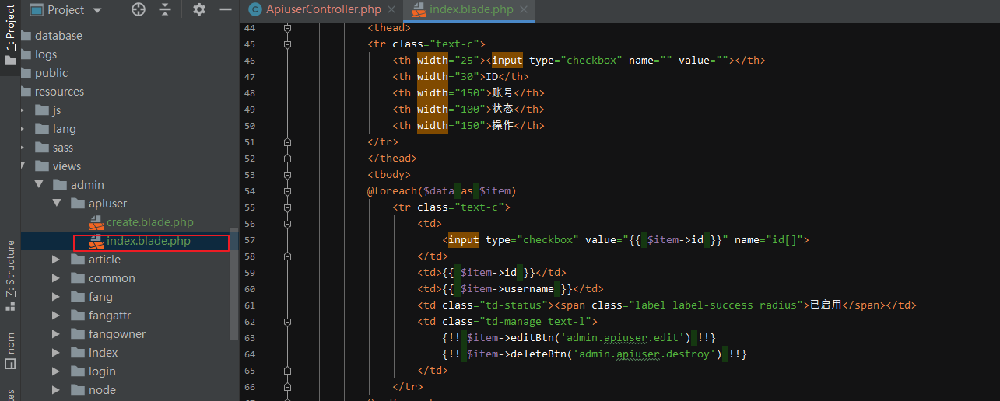 Project
ApiuserController.php
index.blade.php
1: Project
Z: Structure
npm
database
logs
public
resources
js
lang
sass
views
admin
apiuser
create.blade.php
index.blade.php
article
common
fang
fangattr
fangowner
index
login
node
44 <thead>
45 <tr class="text-c">
46 <th width="25"><input type="checkbox" name="" value=""></th>
47 <th width="30">ID</th>
48 <th width="150">账号</th>
49 <th width="100">状态</th>
50 <th width="150">操作</th>
51 </tr>
52 </thead>
53 <tbody>
54 @foreach($data as $item)
55 <tr class="text-c">
56 <td>
57 <input type="checkbox" value="{{ $item->id }}" name="id[]">
58 </td>
59 <td>{{ $item->id }}</td>
60 <td>{{ $item->username }}</td>
61 <td class="td-status"><span class="label label-success radius">已启用</span></td>
62 <td class="td-manage text-l">
63 {!! $item->editBtn('admin.apiuser.edit') !!}
64 {!! $item->deleteBtn('admin.apiuser.destroy') !!}
65 </td>
66 </tr>